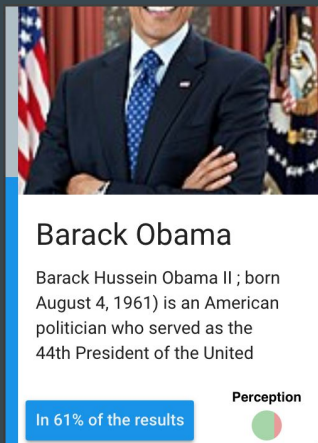 Barack Obama
Barack Hussein Obama II ; born
August 4, 1961) is an American
politician who served as the
44th President of the United
Perception
In 61% of the results